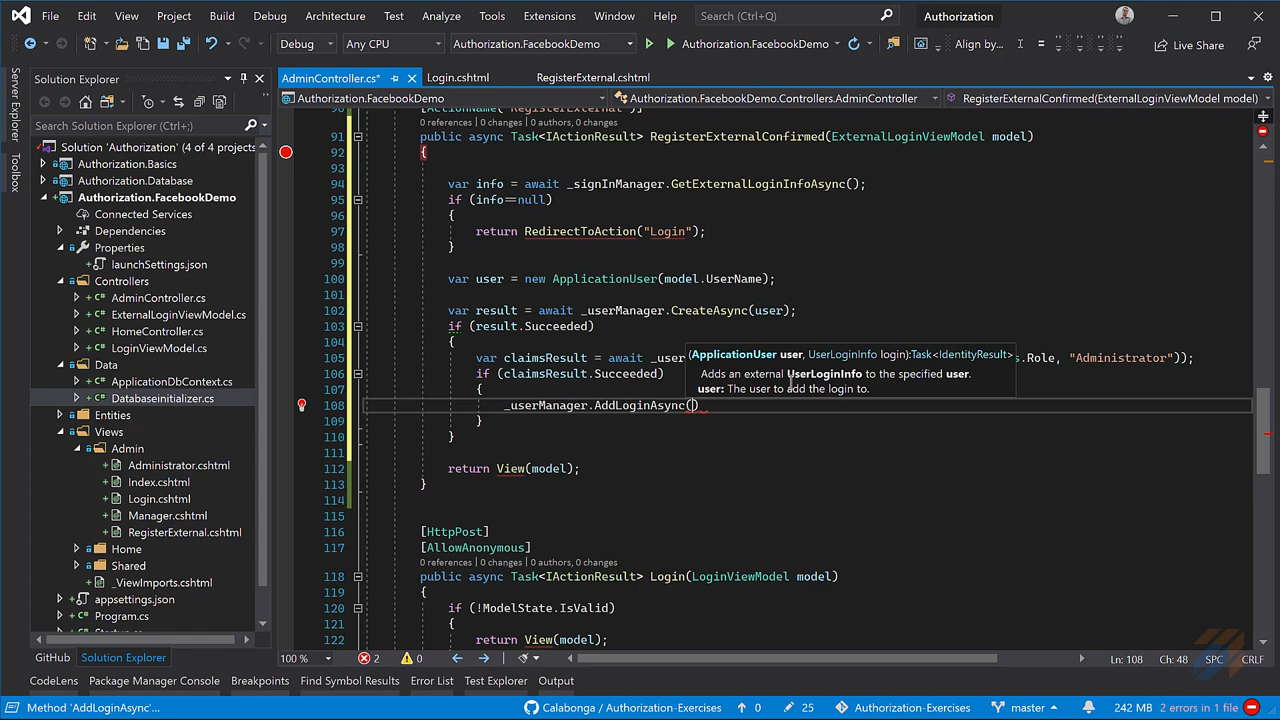 File Edit View Project Build Debug Architecture Test Analyze Tools Extensions Window Help Search (Ctrl+Q) Authorization
Debug Any CPU Authorization.FacebookDemo Authorization.FacebookDemo Align by... Live Share
Server Explorer
Toolbox
Solution Explorer
Search Solution Explorer (Ctrl+;)
Solution 'Authorization' (4 of 4 projects
Authorization.Basics
Authorization.Database
Authorization.FacebookDemo
Connected Services
Dependencies
Properties
launchSettings.json
Controllers
AdminController.cs
ExternalLoginViewModel.cs
HomeController.cs
LoginViewModel.cs
Data
ApplicationDbContext.cs
Databaseinitializer.cs
Entities
Views
Admin
Administrator.cshtml
Index.cshtml
Login.cshtml
Manager.cshtml
RegisterExternal.cshtml
Home
Shared
_ViewImports.cshtml
appsettings.json
Program.cs
GitHub Solution Explorer
AdminController.cs* Login.cshtml RegisterExternal.cshtml
Authorization.FacebookDemo Authorization.FacebookDemo.Controllers.AdminController RegisterExternalConfirmed(ExternalLoginViewModel model)
90 [ActionName("RegisterExternal")]
0 references | 0 changes | 0 authors, 0 changes
91 public async Task<IActionResult> RegisterExternalConfirmed(ExternalLoginViewModel model)
92 {
93
94 var info = await _signInManager.GetExternalLoginInfoAsync();
95 if (info==null)
96 {
97 return RedirectToAction("Login");
98 }
99
100 var user = new ApplicationUser(model.UserName);
101
102 var result = await _userManager.CreateAsync(user);
103 if (result.Succeeded)
104 {
105 var claimsResult = await _user s.Role, "Administrator"));
106 if (claimsResult.Succeeded)
107 {
108 _userManager.AddLoginAsync()
109 }
110 }
111
112 return View(model);
113 }
114
115
116 [HttpPost]
117 [AllowAnonymous]
0 references | 0 changes | 0 authors, 0 changes
118 public async Task<IActionResult> Login(LoginViewModel model)
119 {
120 if (!ModelState.IsValid)
121 {
122 return View(model);
(ApplicationUser user, UserLoginInfo login):Task<IdentityResult>
Adds an external UserLoginInfo to the specified user.
user: The user to add the login to.
100 % 2 0 Ln: 108 Ch: 48 SPC CRLF
CodeLens Package Manager Console Breakpoints Find Symbol Results Error List Test Explorer Output
Method 'AddLoginAsync'... Calabonga / Authorization-Exercises 0 25 Authorization-Exercises master 242 MB 2 errors in 1 file